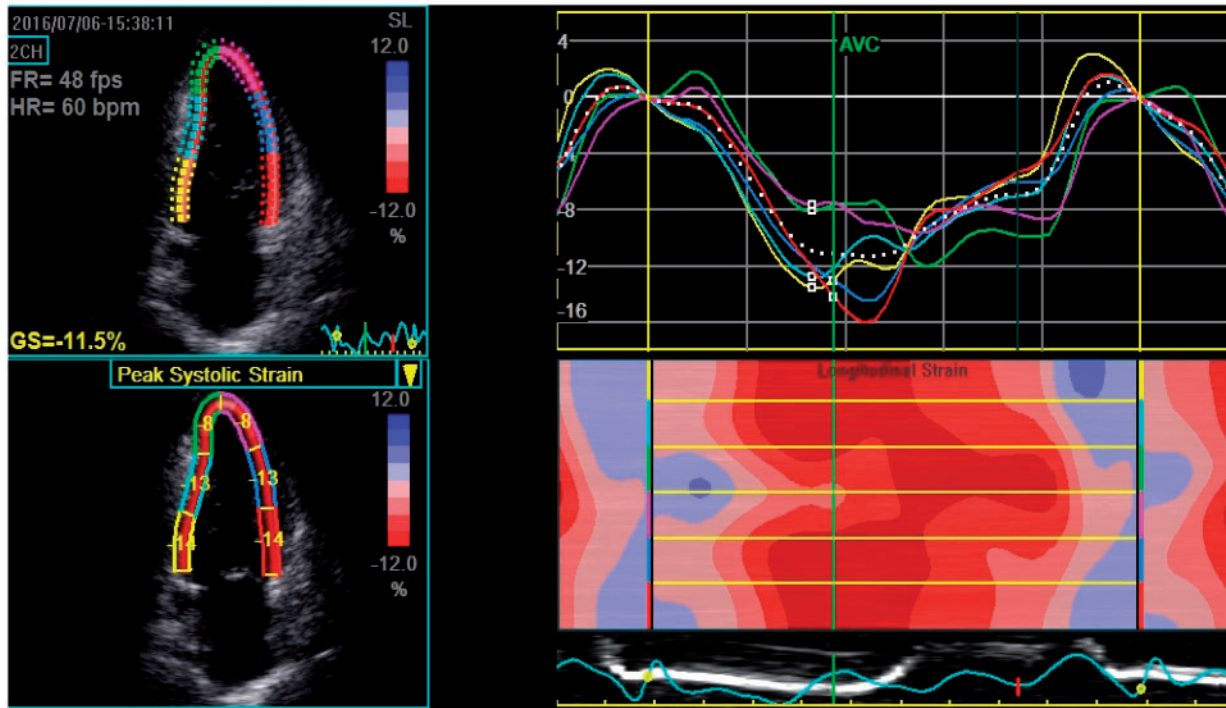 2016/07/06-15:38:11
2CH
FR= 48 fps
HR= 60 bpm
SL
12.0
-12.0
%
GS=-11.5%
4
0
-8
-12
-16
AVC
Peak Systolic Strain
12.0
-12.0
%
-8
-8
-13
-13
-14
-14
Longitudinal Strain